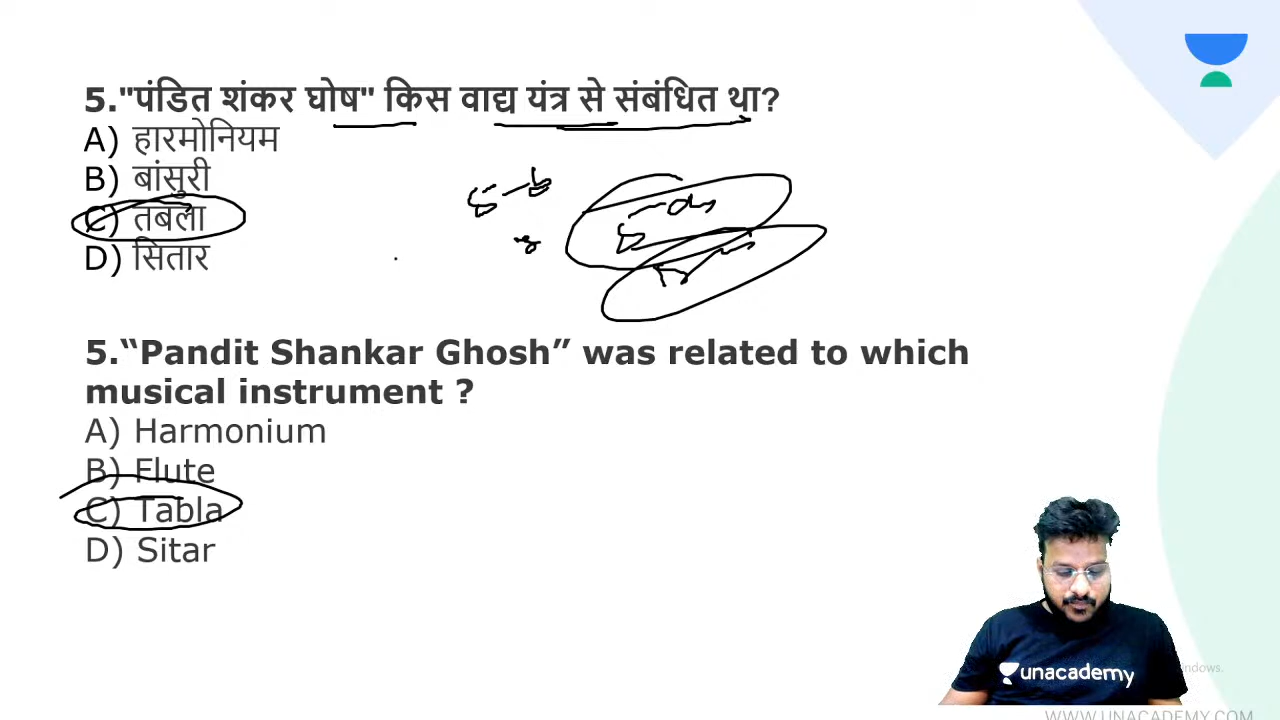 5."पंडित शंकर घोष" किस वाद्य यंत्र से संबंधित था?
A) हारमोनियम
B) बांसुरी
C) तबला
D) सितार
5.“Pandit Shankar Ghosh” was related to which
musical instrument ?
A) Harmonium
B) Flute
C) Tabla
D) Sitar
unacademy
ndows.
WWW.UNACADEMY.COM